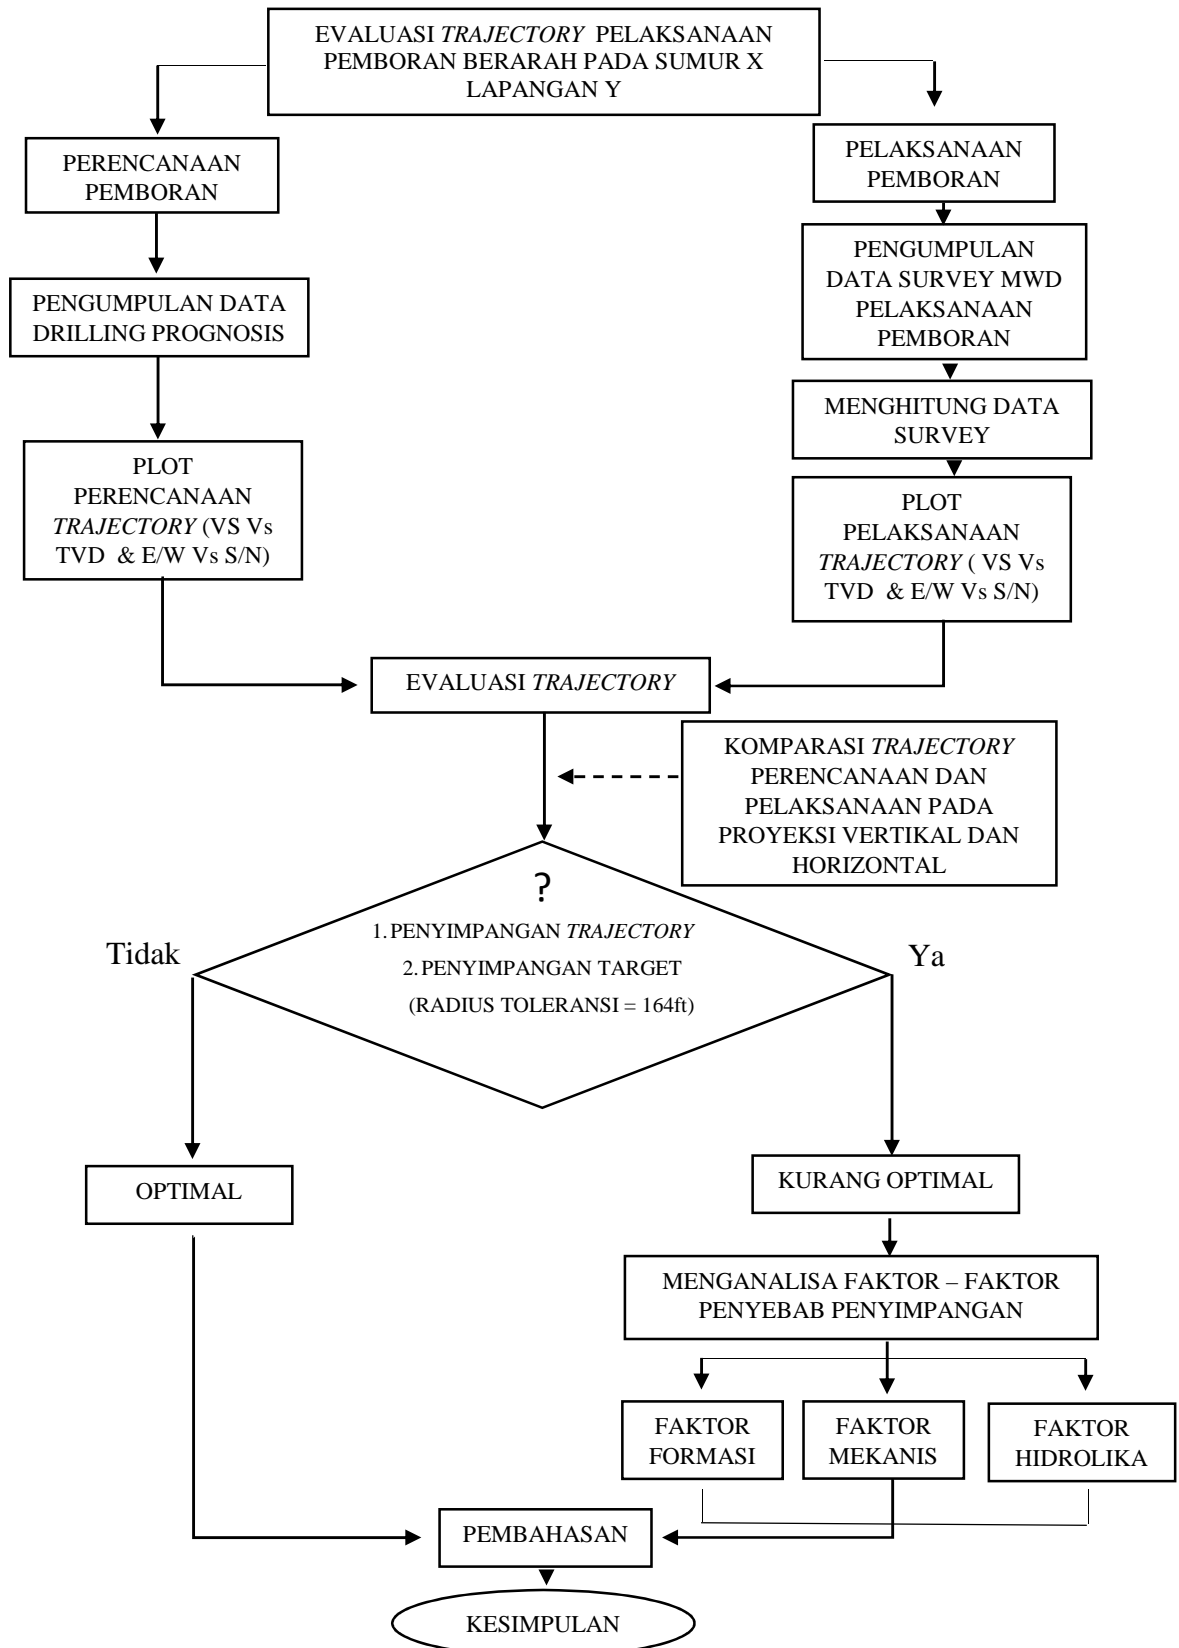 EVALUASI TRAJECTORY PELAKSANAAN
PEMBORAN BERARAH PADA SUMUR X
LAPANGAN Y
PERENCANAAN
PEMBORAN
PELAKSANAAN
PEMBORAN
PENGUMPULAN DATA
DRILLING PROGNOSIS
PENGUMPULAN
DATA SURVEY MWD
PELAKSANAAN
PEMBORAN
MENGHITUNG DATA
SURVEY
PLOT
PERENCANAAN
TRAJECTORY (VS Vs
TVD & E/W Vs S/N)
PLOT
PELAKSANAAN
TRAJECTORY ( VS Vs
TVD & E/W Vs S/N)
EVALUASI TRAJECTORY
KOMPARASI TRAJECTORY
PERENCANAAN DAN
PELAKSANAAN PADA
PROYEKSI VERTIKAL DAN
HORIZONTAL
?
1. PENYIMPANGAN TRAJECTORY
2. PENYIMPANGAN TARGET
(RADIUS TOLERANSI = 164ft)
Tidak
Ya
OPTIMAL
KURANG OPTIMAL
MENGANALISA FAKTOR – FAKTOR
PENYEBAB PENYIMPANGAN
FAKTOR
FORMASI
FAKTOR
MEKANIS
FAKTOR
HIDROLIKA
PEMBAHASAN
KESIMPULAN